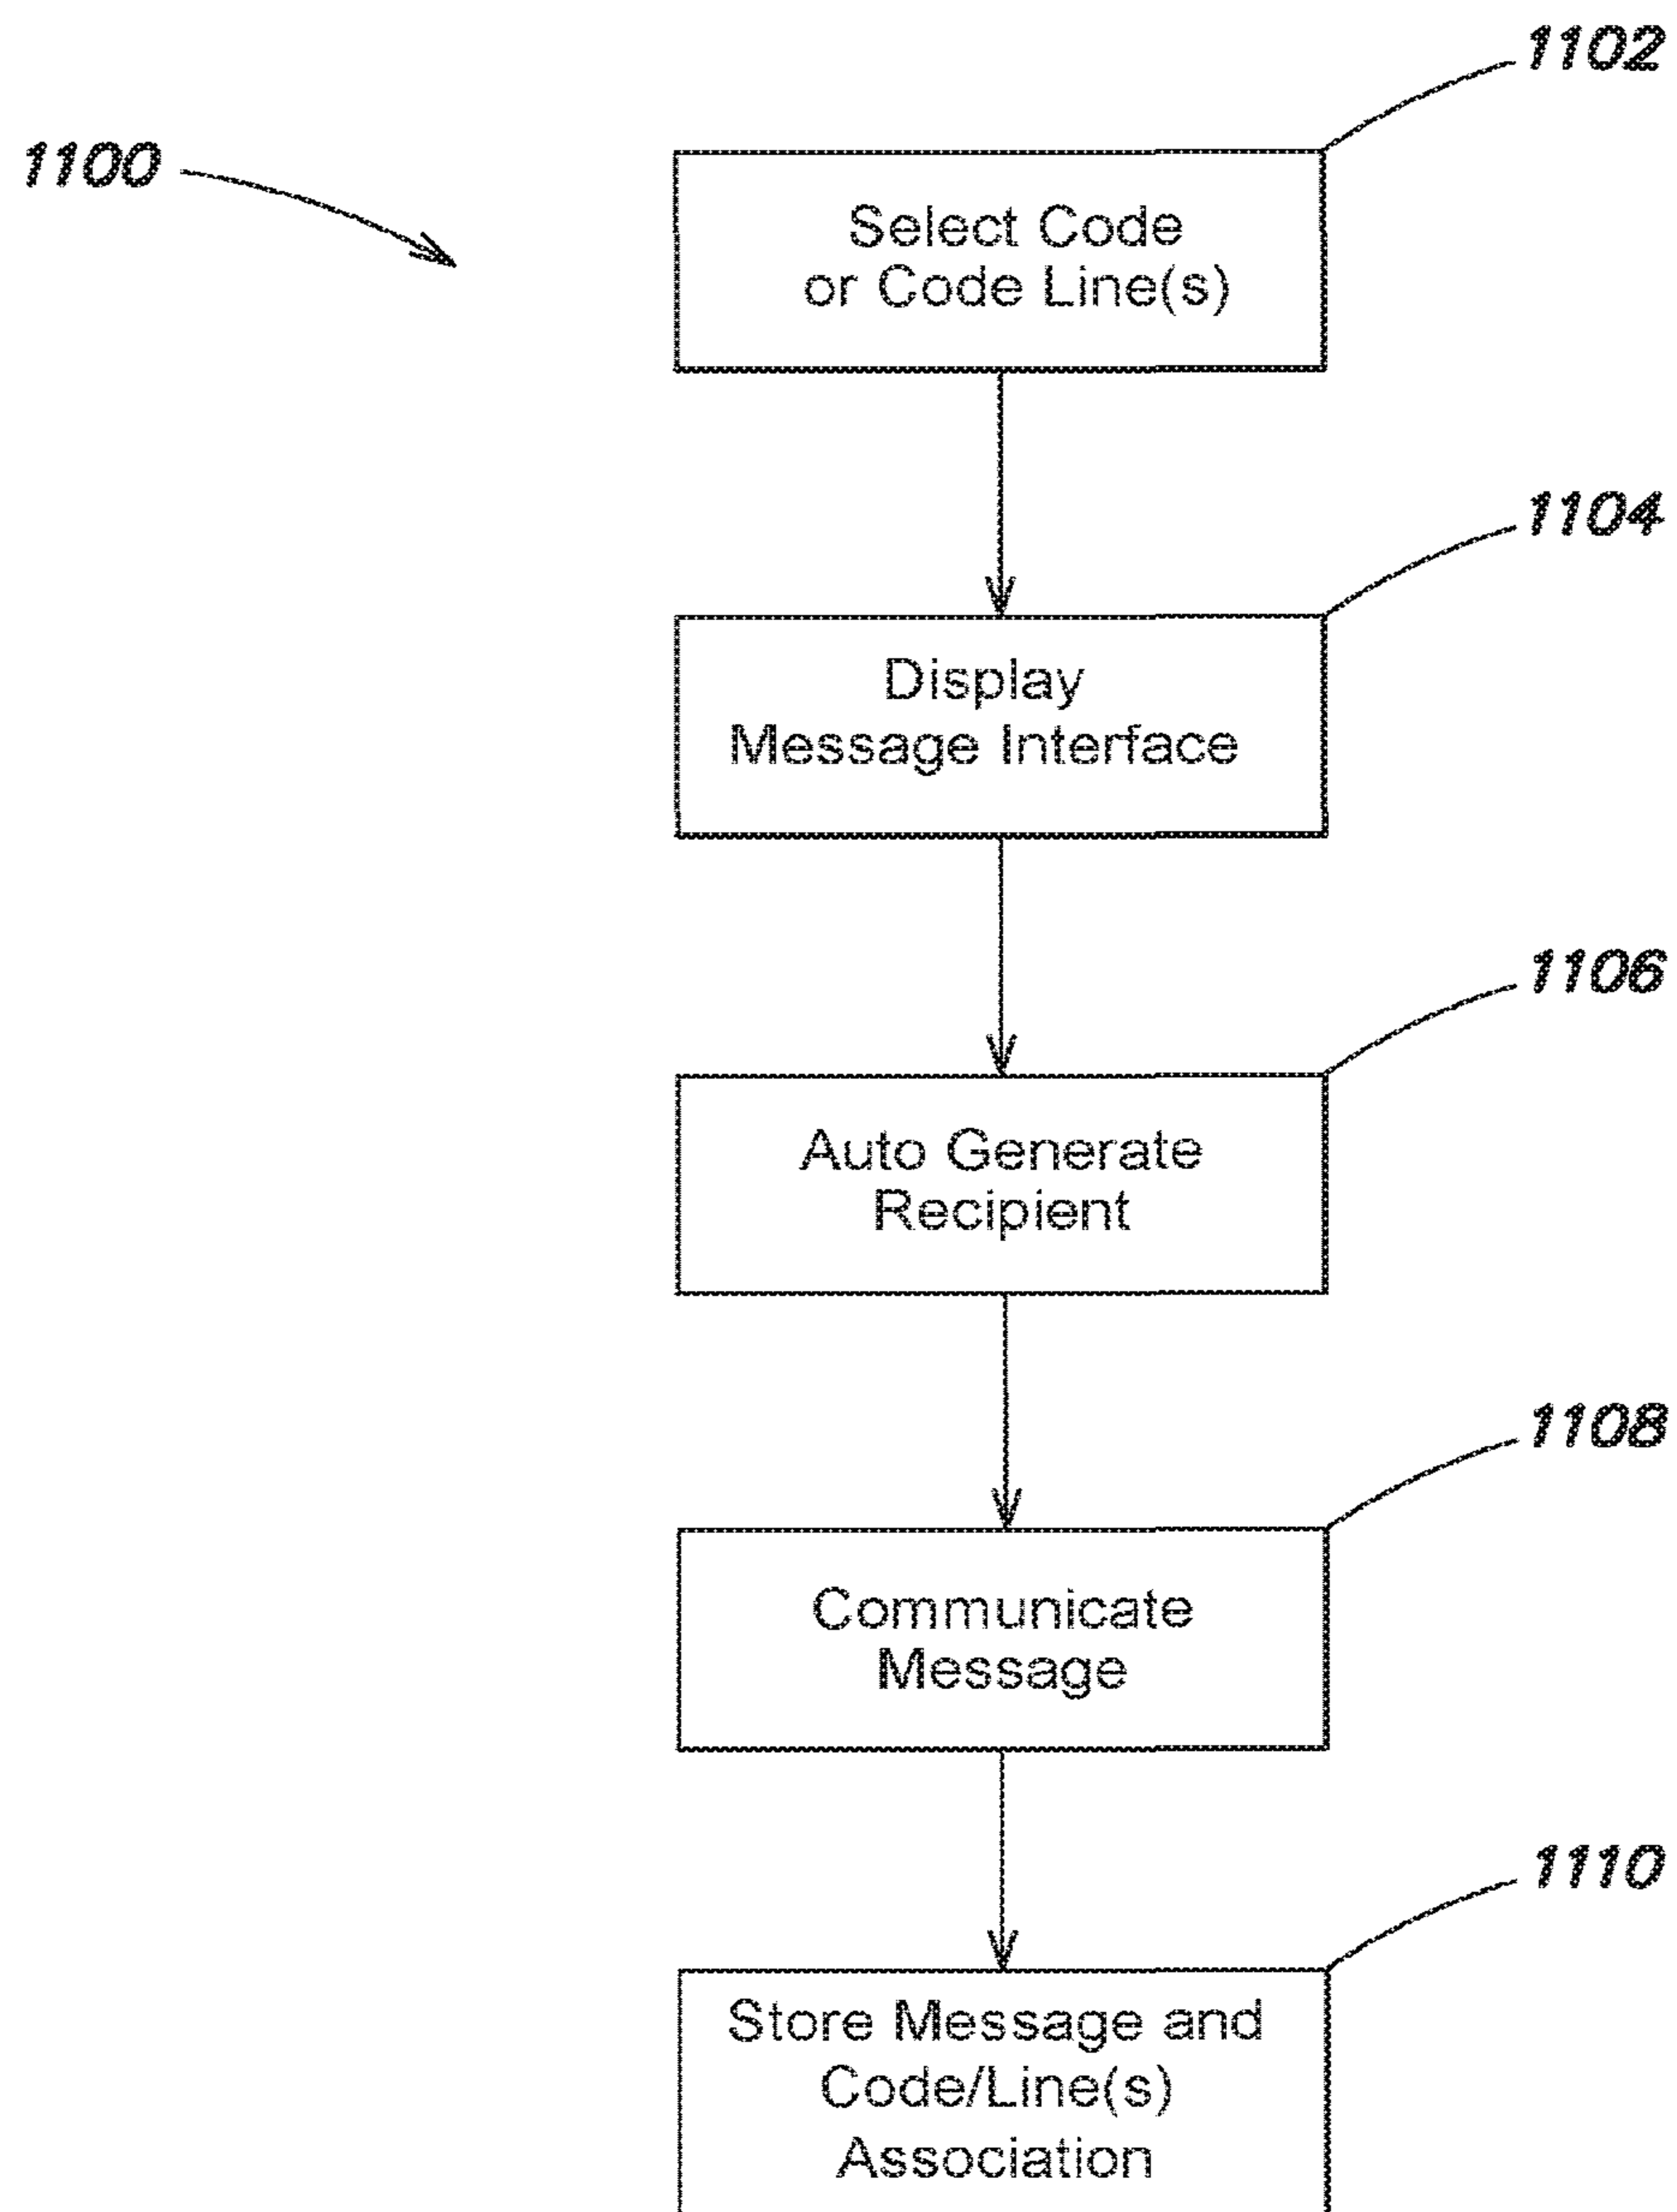 1102
1100
Select Code
or Code Line(s)
1104
Display
Message Interface
1106
Auto Generate
Recipient
1108
Communicate
Message
1110
Store Message and
Code/Line(s)
Association